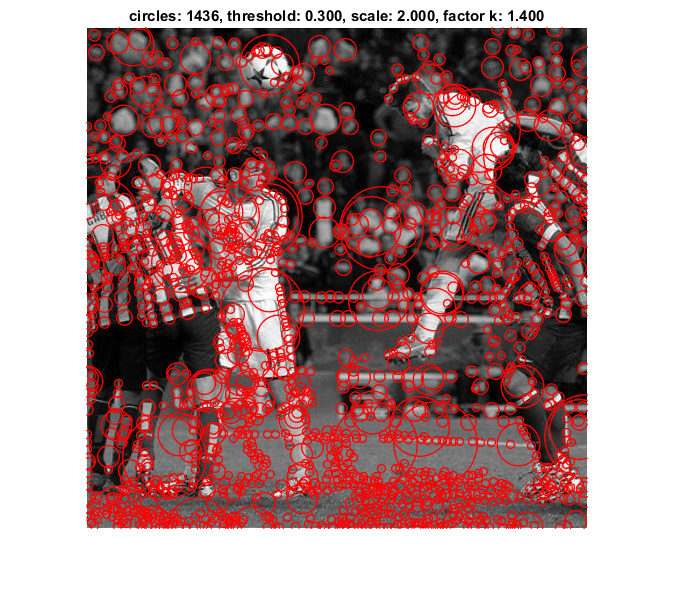 circles: 1436, threshold: 0.300, scale: 2.000, factor k: 1.400